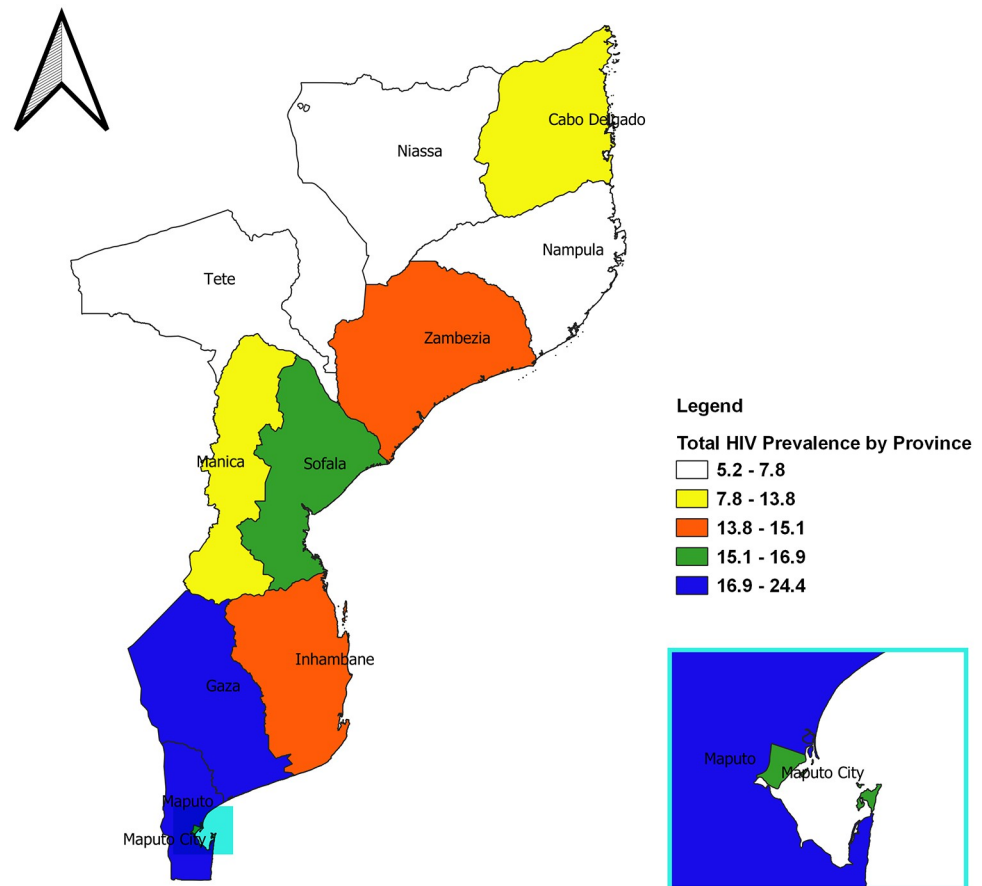 Cabo Delgado
Niassa
Nampula
Tete
Zambezia
Manica
Sofala
Inhambane
Gaza
Maputo
Maputo City
Legend
Total HIV Prevalence by Province
5.2 - 7.8
7.8 - 13.8
13.8 - 15.1
15.1 - 16.9
16.9 - 24.4
Maputo
Maputo City